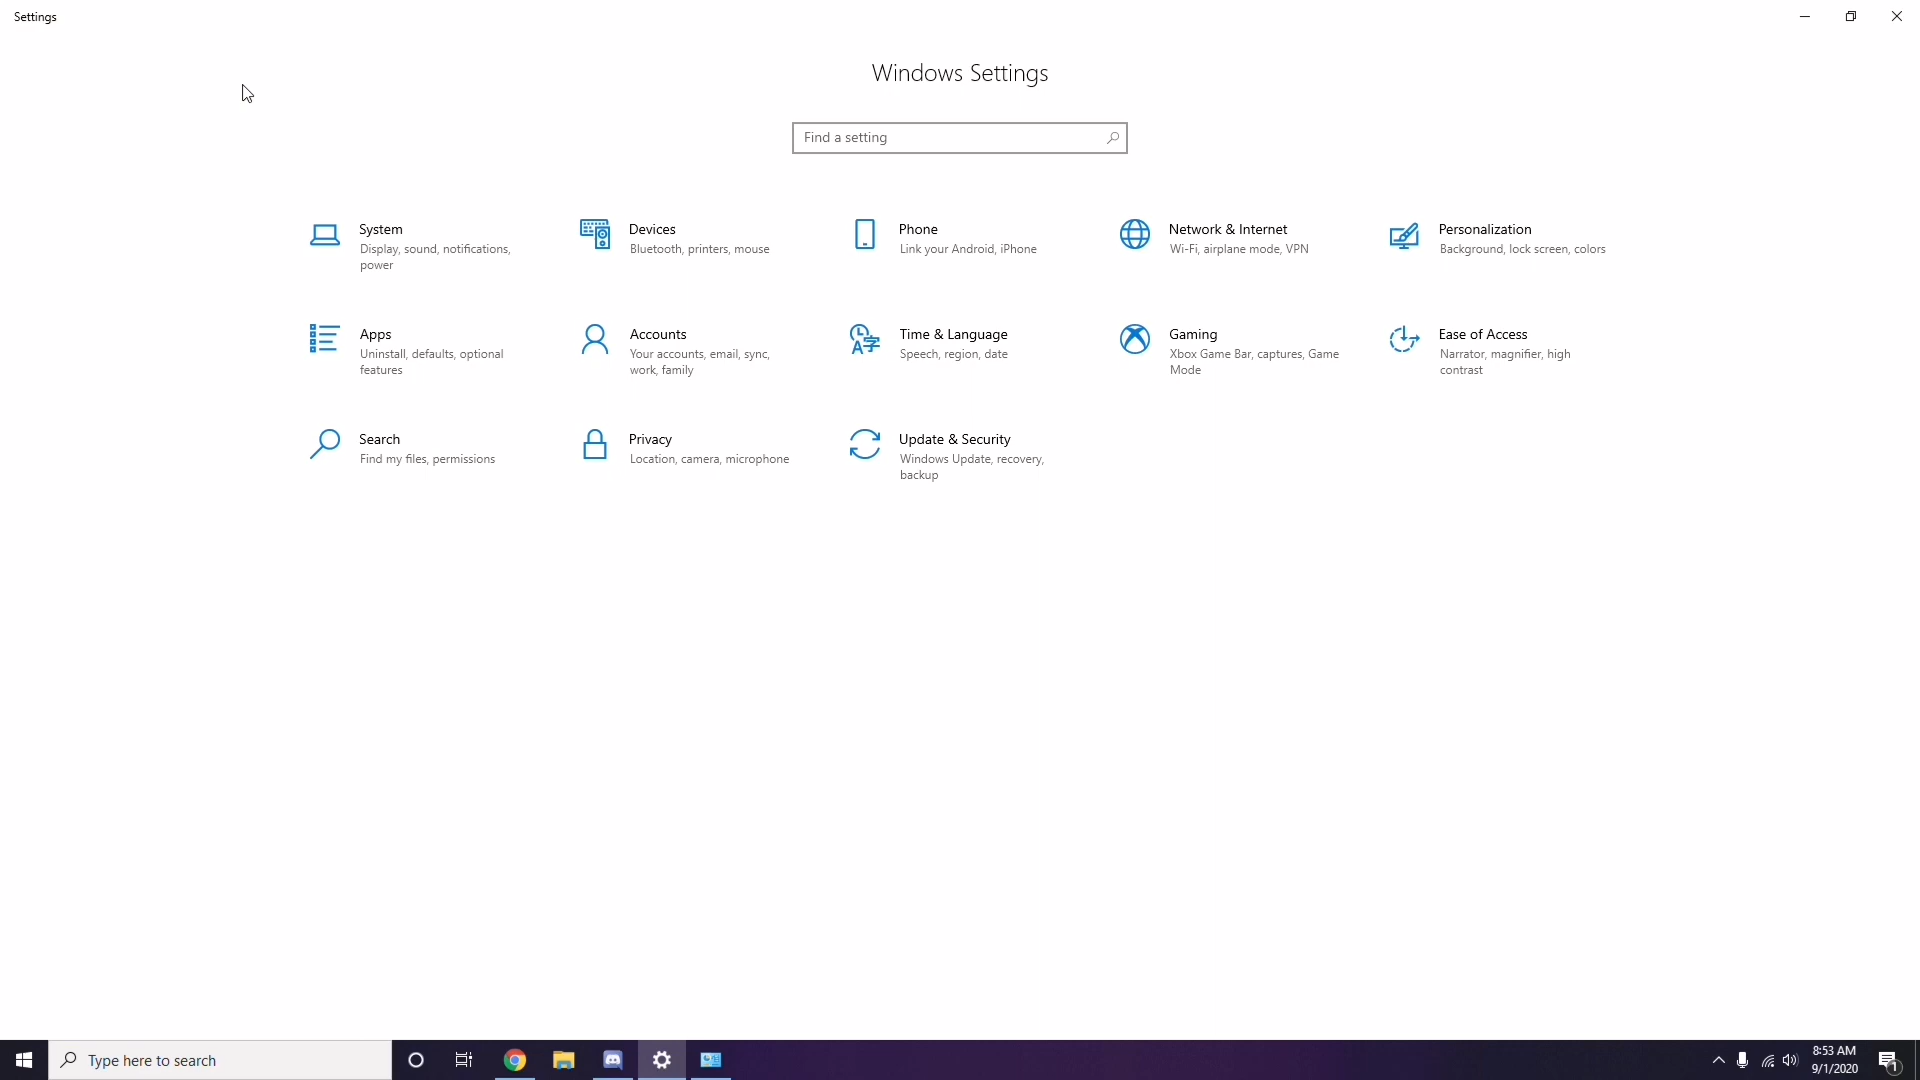 Settings
Windows Settings
Find a setting
System
Display, sound, notifications,
power
Devices
Bluetooth, printers, mouse
Phone
Link your Android, iPhone
Network & Internet
Wi-Fi, airplane mode, VPN
Personalization
Background, lock screen, colors
Apps
Uninstall, defaults, optional
features
Accounts
Your accounts, email, sync,
work, family
Time & Language
Speech, region, date
Gaming
Xbox Game Bar, captures, Game
Mode
Ease of Access
Narrator, magnifier, high
contrast
Search
Find my files, permissions
Privacy
Location, camera, microphone
Update & Security
Windows Update, recovery,
backup
Type here to search
8:53 AM
9/1/2020
1